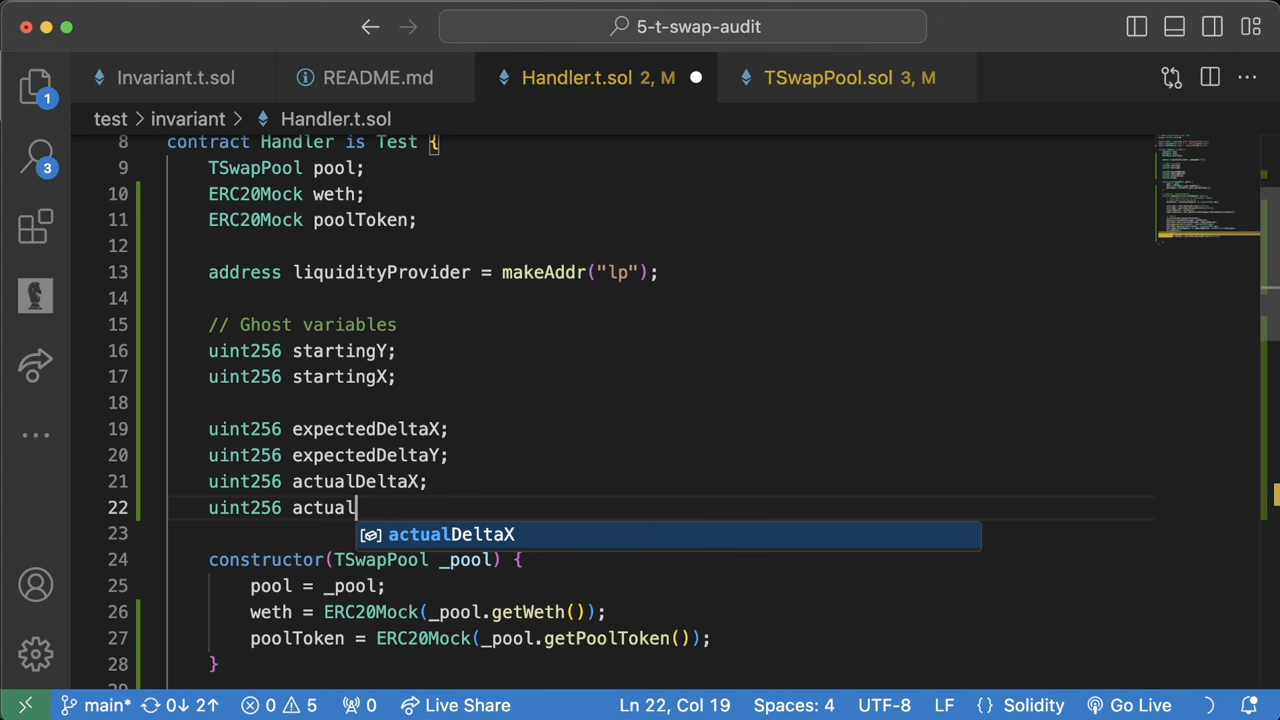 5-t-swap-audit
Invariant.t.sol
README.md
Handler.t.sol 2, M
TSwapPool.sol 3, M
test > invariant > Handler.t.sol
1
3
8 contract Handler is Test {
9 TSwapPool pool;
10 ERC20Mock weth;
11 ERC20Mock poolToken;
12
13 address liquidityProvider = makeAddr("lp");
14
15 // Ghost variables
16 uint256 startingY;
17 uint256 startingX;
18
19 uint256 expectedDeltaX;
20 uint256 expectedDeltaY;
21 uint256 actualDeltaX;
22 uint256 actual
actualDeltaX
23
24 constructor(TSwapPool _pool) {
25 pool = _pool;
26 weth = ERC20Mock(_pool.getWeth());
27 poolToken = ERC20Mock(_pool.getPoolToken());
28 }
main* 0↓ 2↑ 0 5 0 Live Share Ln 22, Col 19 Spaces: 4 UTF-8 LF {} Solidity Go Live